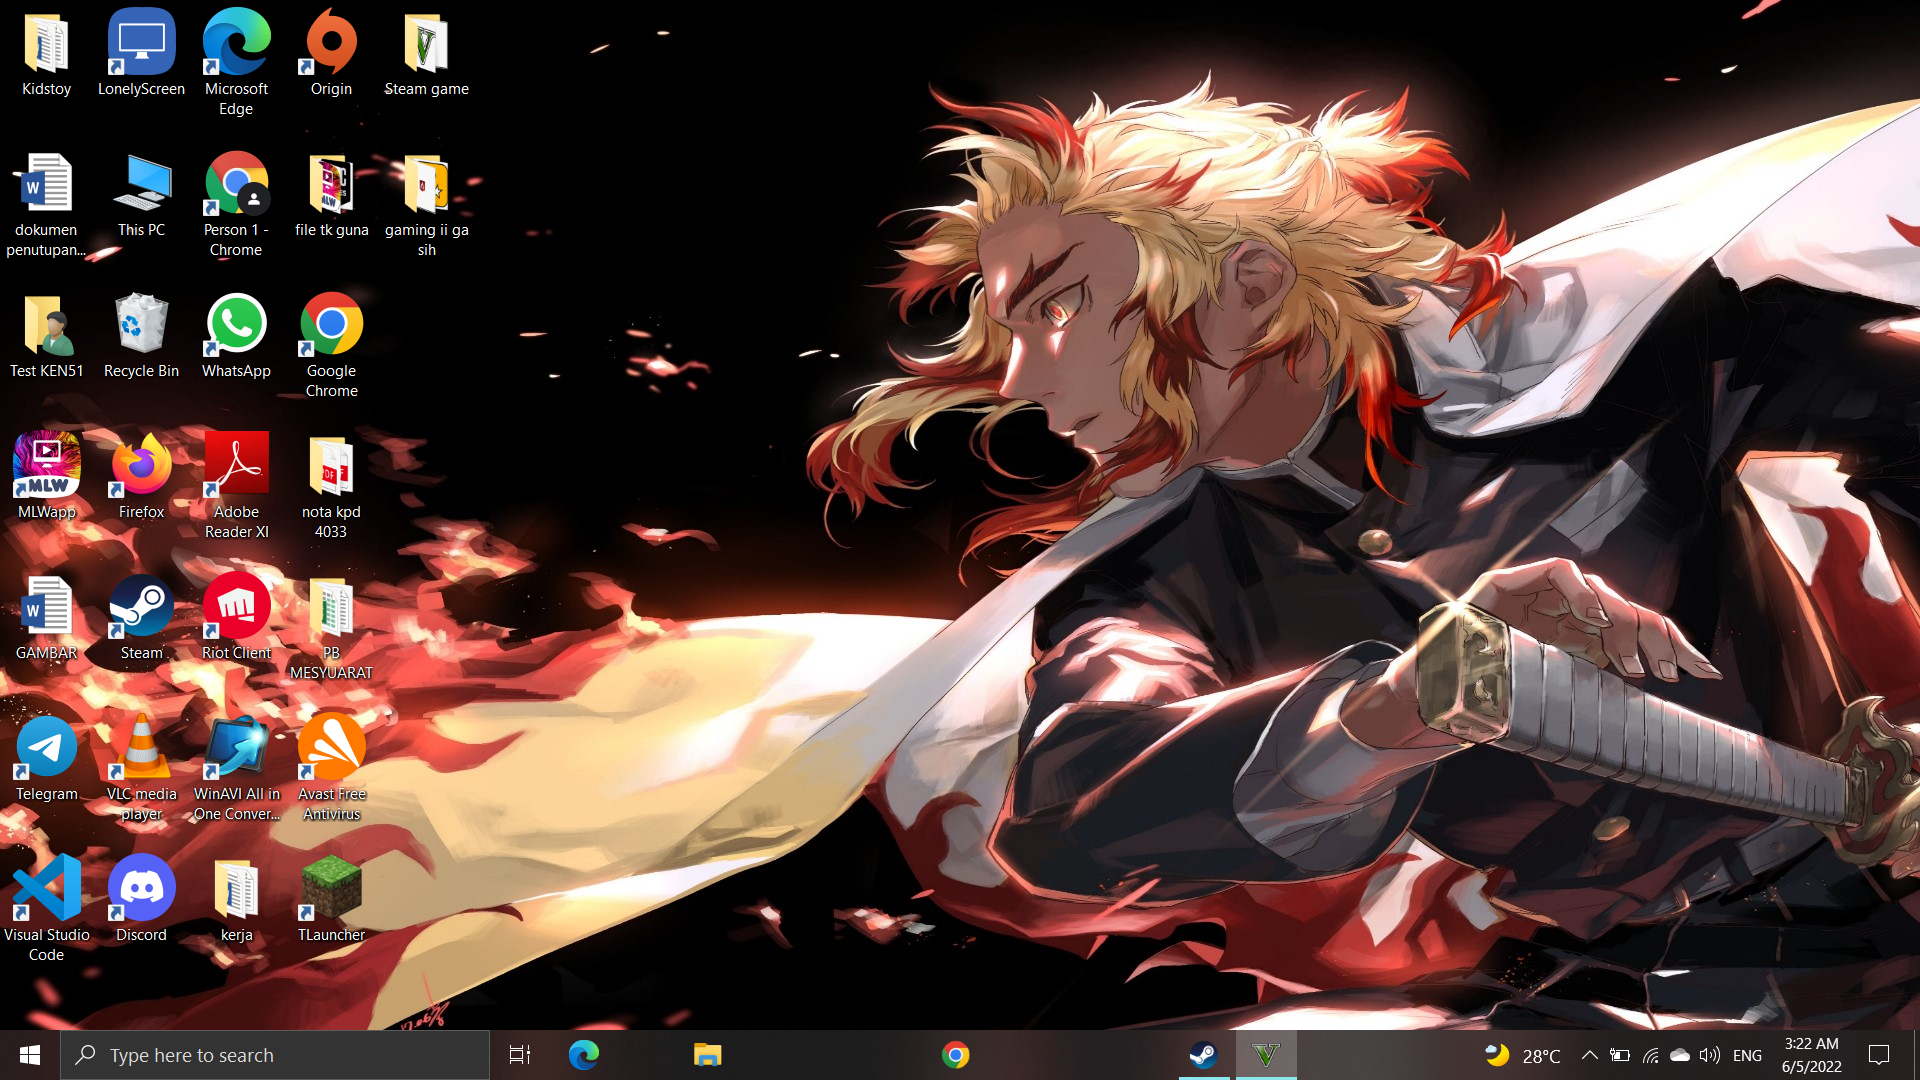 Kidstoy
LonelyScreen
Microsoft
Edge
Origin
Steam game
dokumen
penutupan...
This PC
Person 1 -
Chrome
file tk guna
gaming ii ga
sih
Test KEN51
Recycle Bin
WhatsApp
Google
Chrome
MLW
MLWapp
Firefox
Adobe
Reader XI
PDF
nota kpd
4033
W
GAMBAR
Steam
Riot Client
PB
MESYUARAT
Telegram
VLC media
player
WinAVI All in
One Conver...
Avast Free
Antivirus
Visual Studio
Code
Discord
kerja
TLauncher
Type here to search
28°C
ENG
3:22 AM
6/5/2022